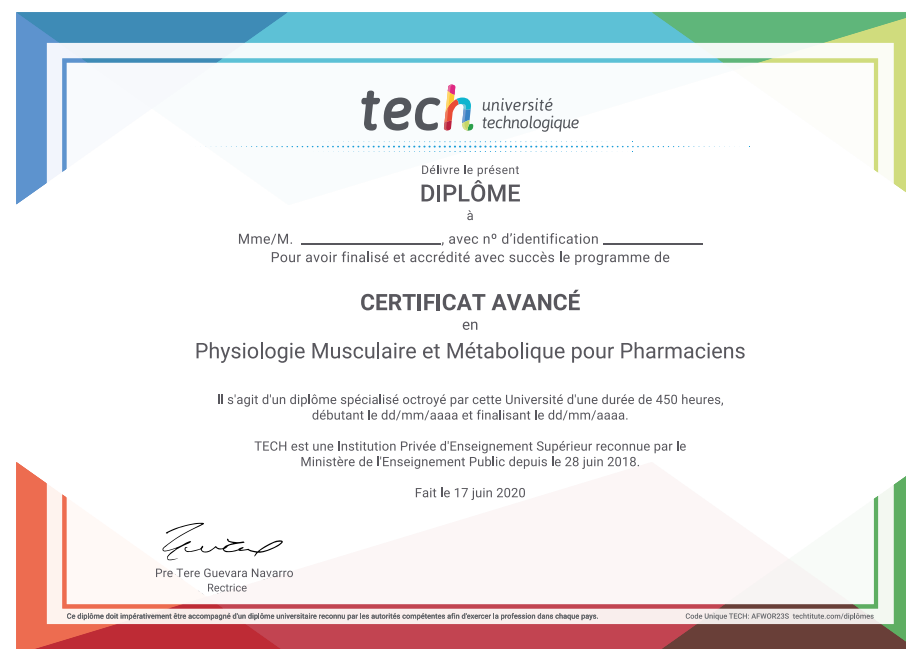 tech université
technologique
Délivre le présent
DIPLÔME
à
Mme/M. ____________________, avec nº d'identification ______________
Pour avoir finalisé et accrédité avec succès le programme de
CERTIFICAT AVANCÉ
en
Physiologie Musculaire et Métabolique pour Pharmaciens
Il s'agit d'un diplôme spécialisé octroyé par cette Université d'une durée de 450 heures,
débutant le dd/mm/aaaa et finalisant le dd/mm/aaaa.
TECH est une Institution Privée d'Enseignement Supérieur reconnue par le
Ministère de l'Enseignement Public depuis le 28 juin 2018.
Fait le 17 juin 2020
Pre Tere Guevara Navarro
Rectrice
Ce diplôme doit impérativement être accompagné d'un diplôme universitaire reconnu par les autorités compétentes afin d'exercer la profession dans chaque pays.
Code Unique TECH: AFWOR23S techtitute.com/diplômes